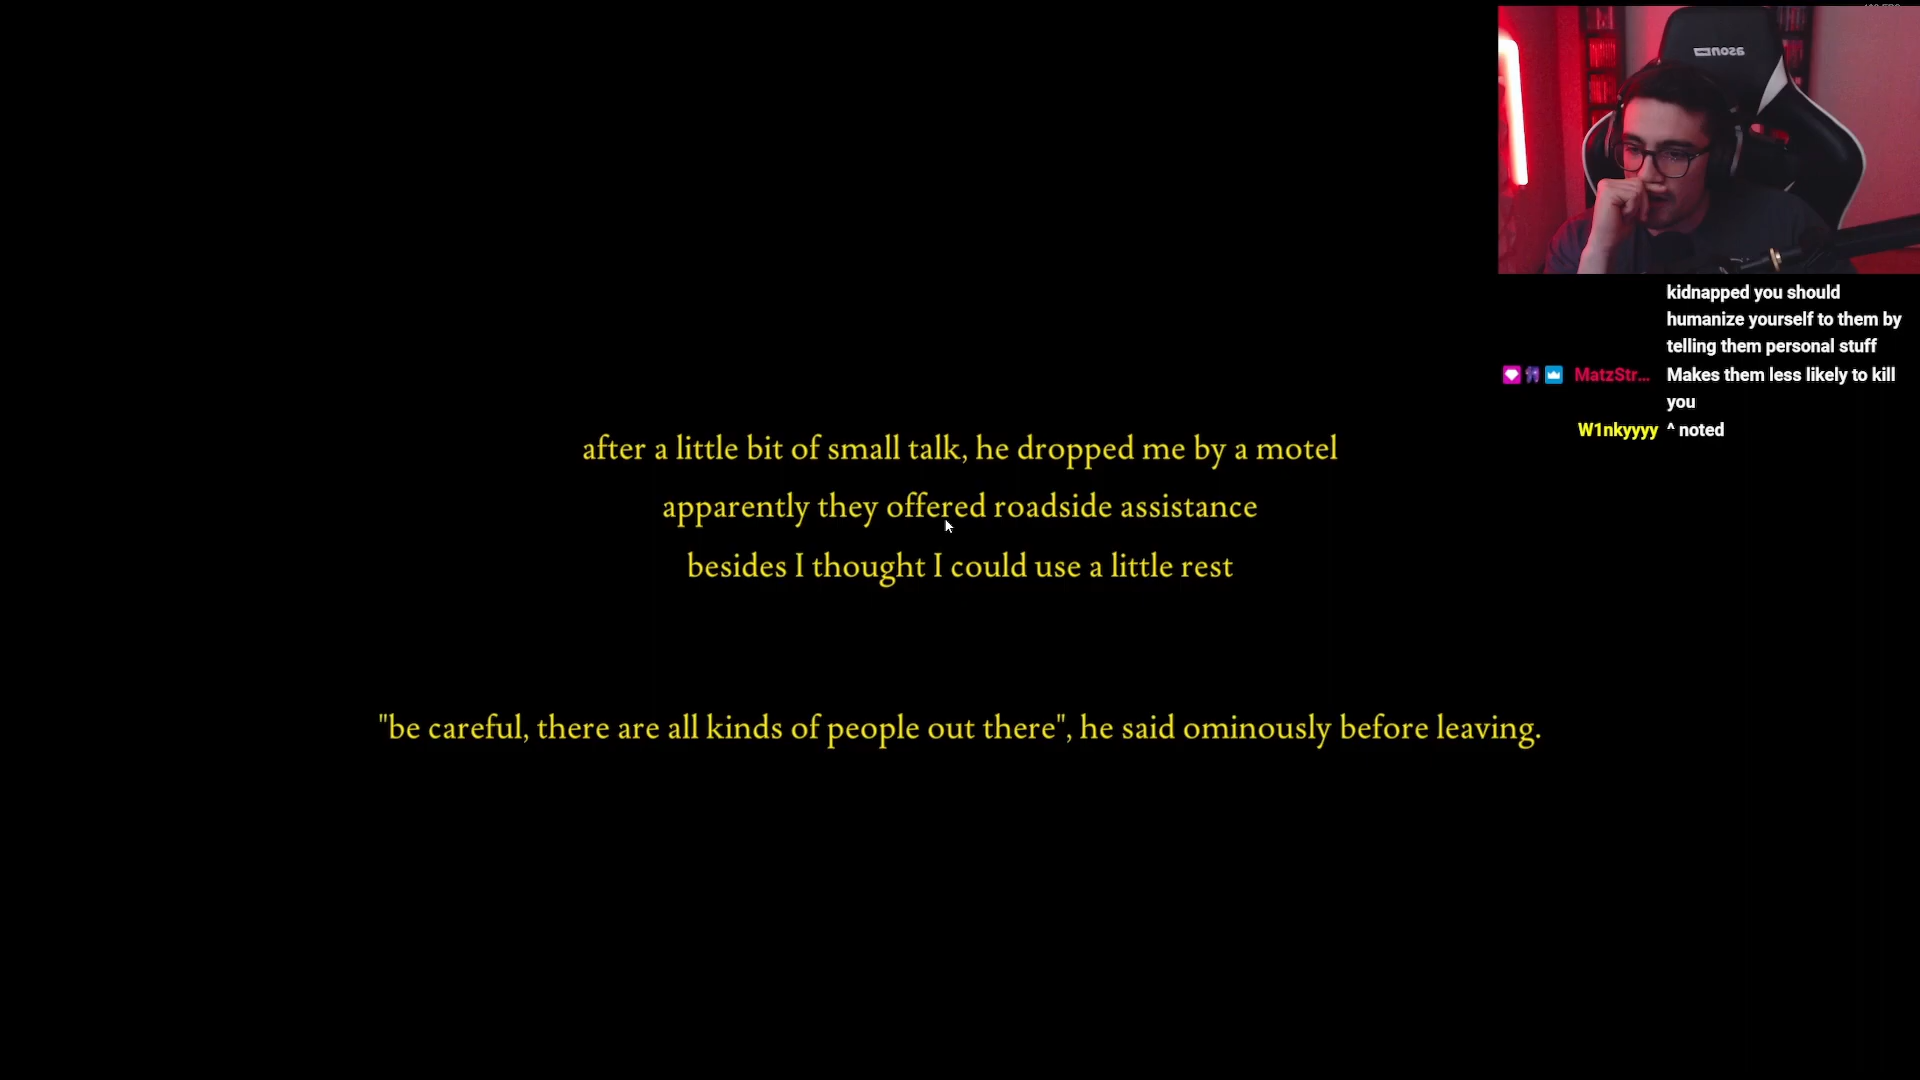 kidnapped you should
humanize yourself to them by
telling them personal stuff
MatzStr... Makes them less likely to kill
you
W1nkyyyy ^ noted
after a little bit of small talk, he dropped me by a motel
apparently they offered roadside assistance
besides I thought I could use a little rest
"be careful, there are all kinds of people out there", he said ominously before leaving.